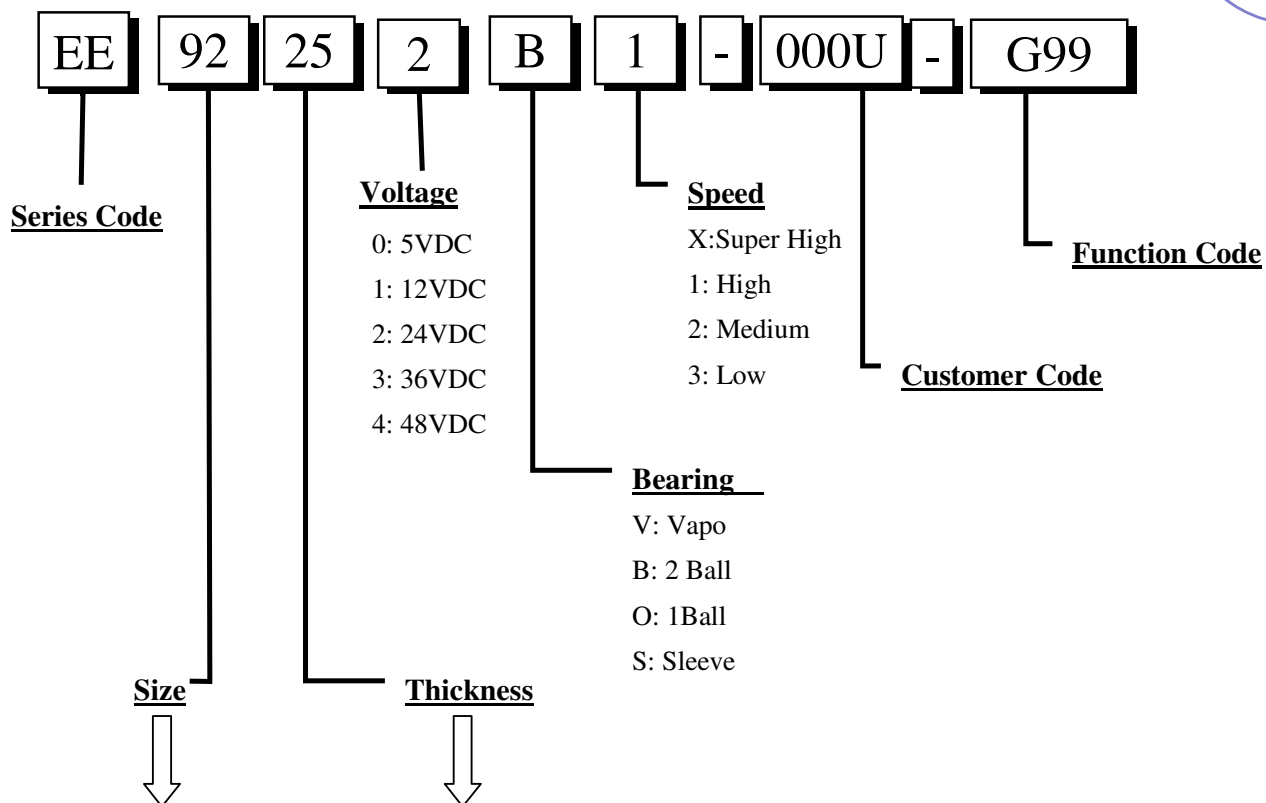 EE 92 25 2 B 1 - 000U - G99
Series Code
Voltage
0: 5VDC
1: 12VDC
2: 24VDC
3: 36VDC
4: 48VDC
Speed
X:Super High
1: High
2: Medium
3: Low
Function Code
Customer Code
Bearing
V: Vapo
B: 2 Ball
O: 1Ball
S: Sleeve
Size
Thickness